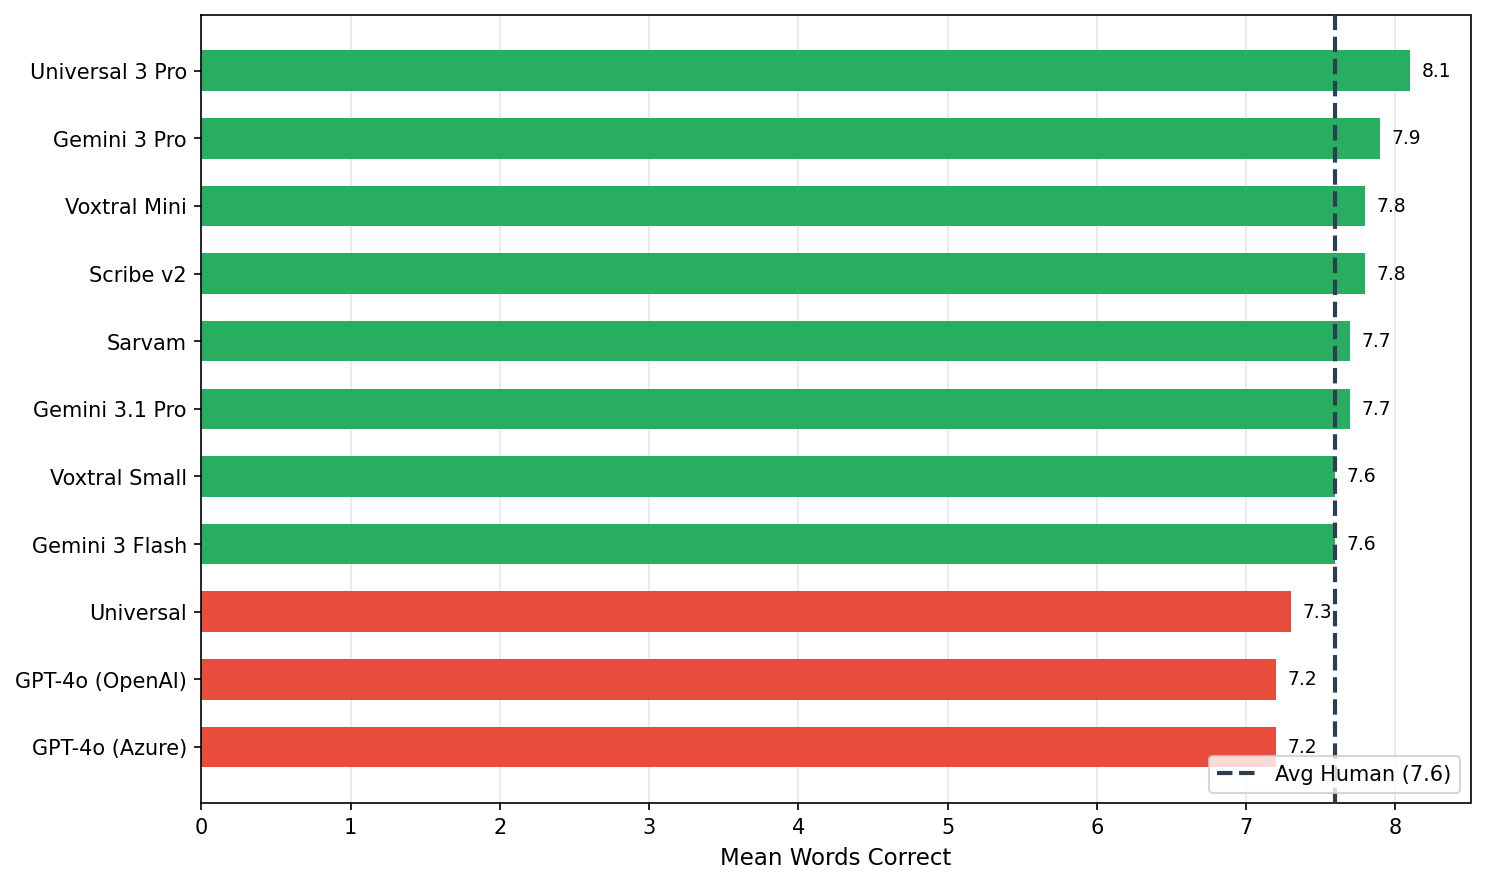 Universal 3 Pro 8.1
Gemini 3 Pro 7.9
Voxtral Mini 7.8
Scribe v2 7.8
Sarvam 7.7
Gemini 3.1 Pro 7.7
Voxtral Small 7.6
Gemini 3 Flash 7.6
Universal 7.3
GPT-4o (OpenAI) 7.2
GPT-4o (Azure) 7.2
Avg Human (7.6)
0 1 2 3 4 5 6 7 8
Mean Words Correct